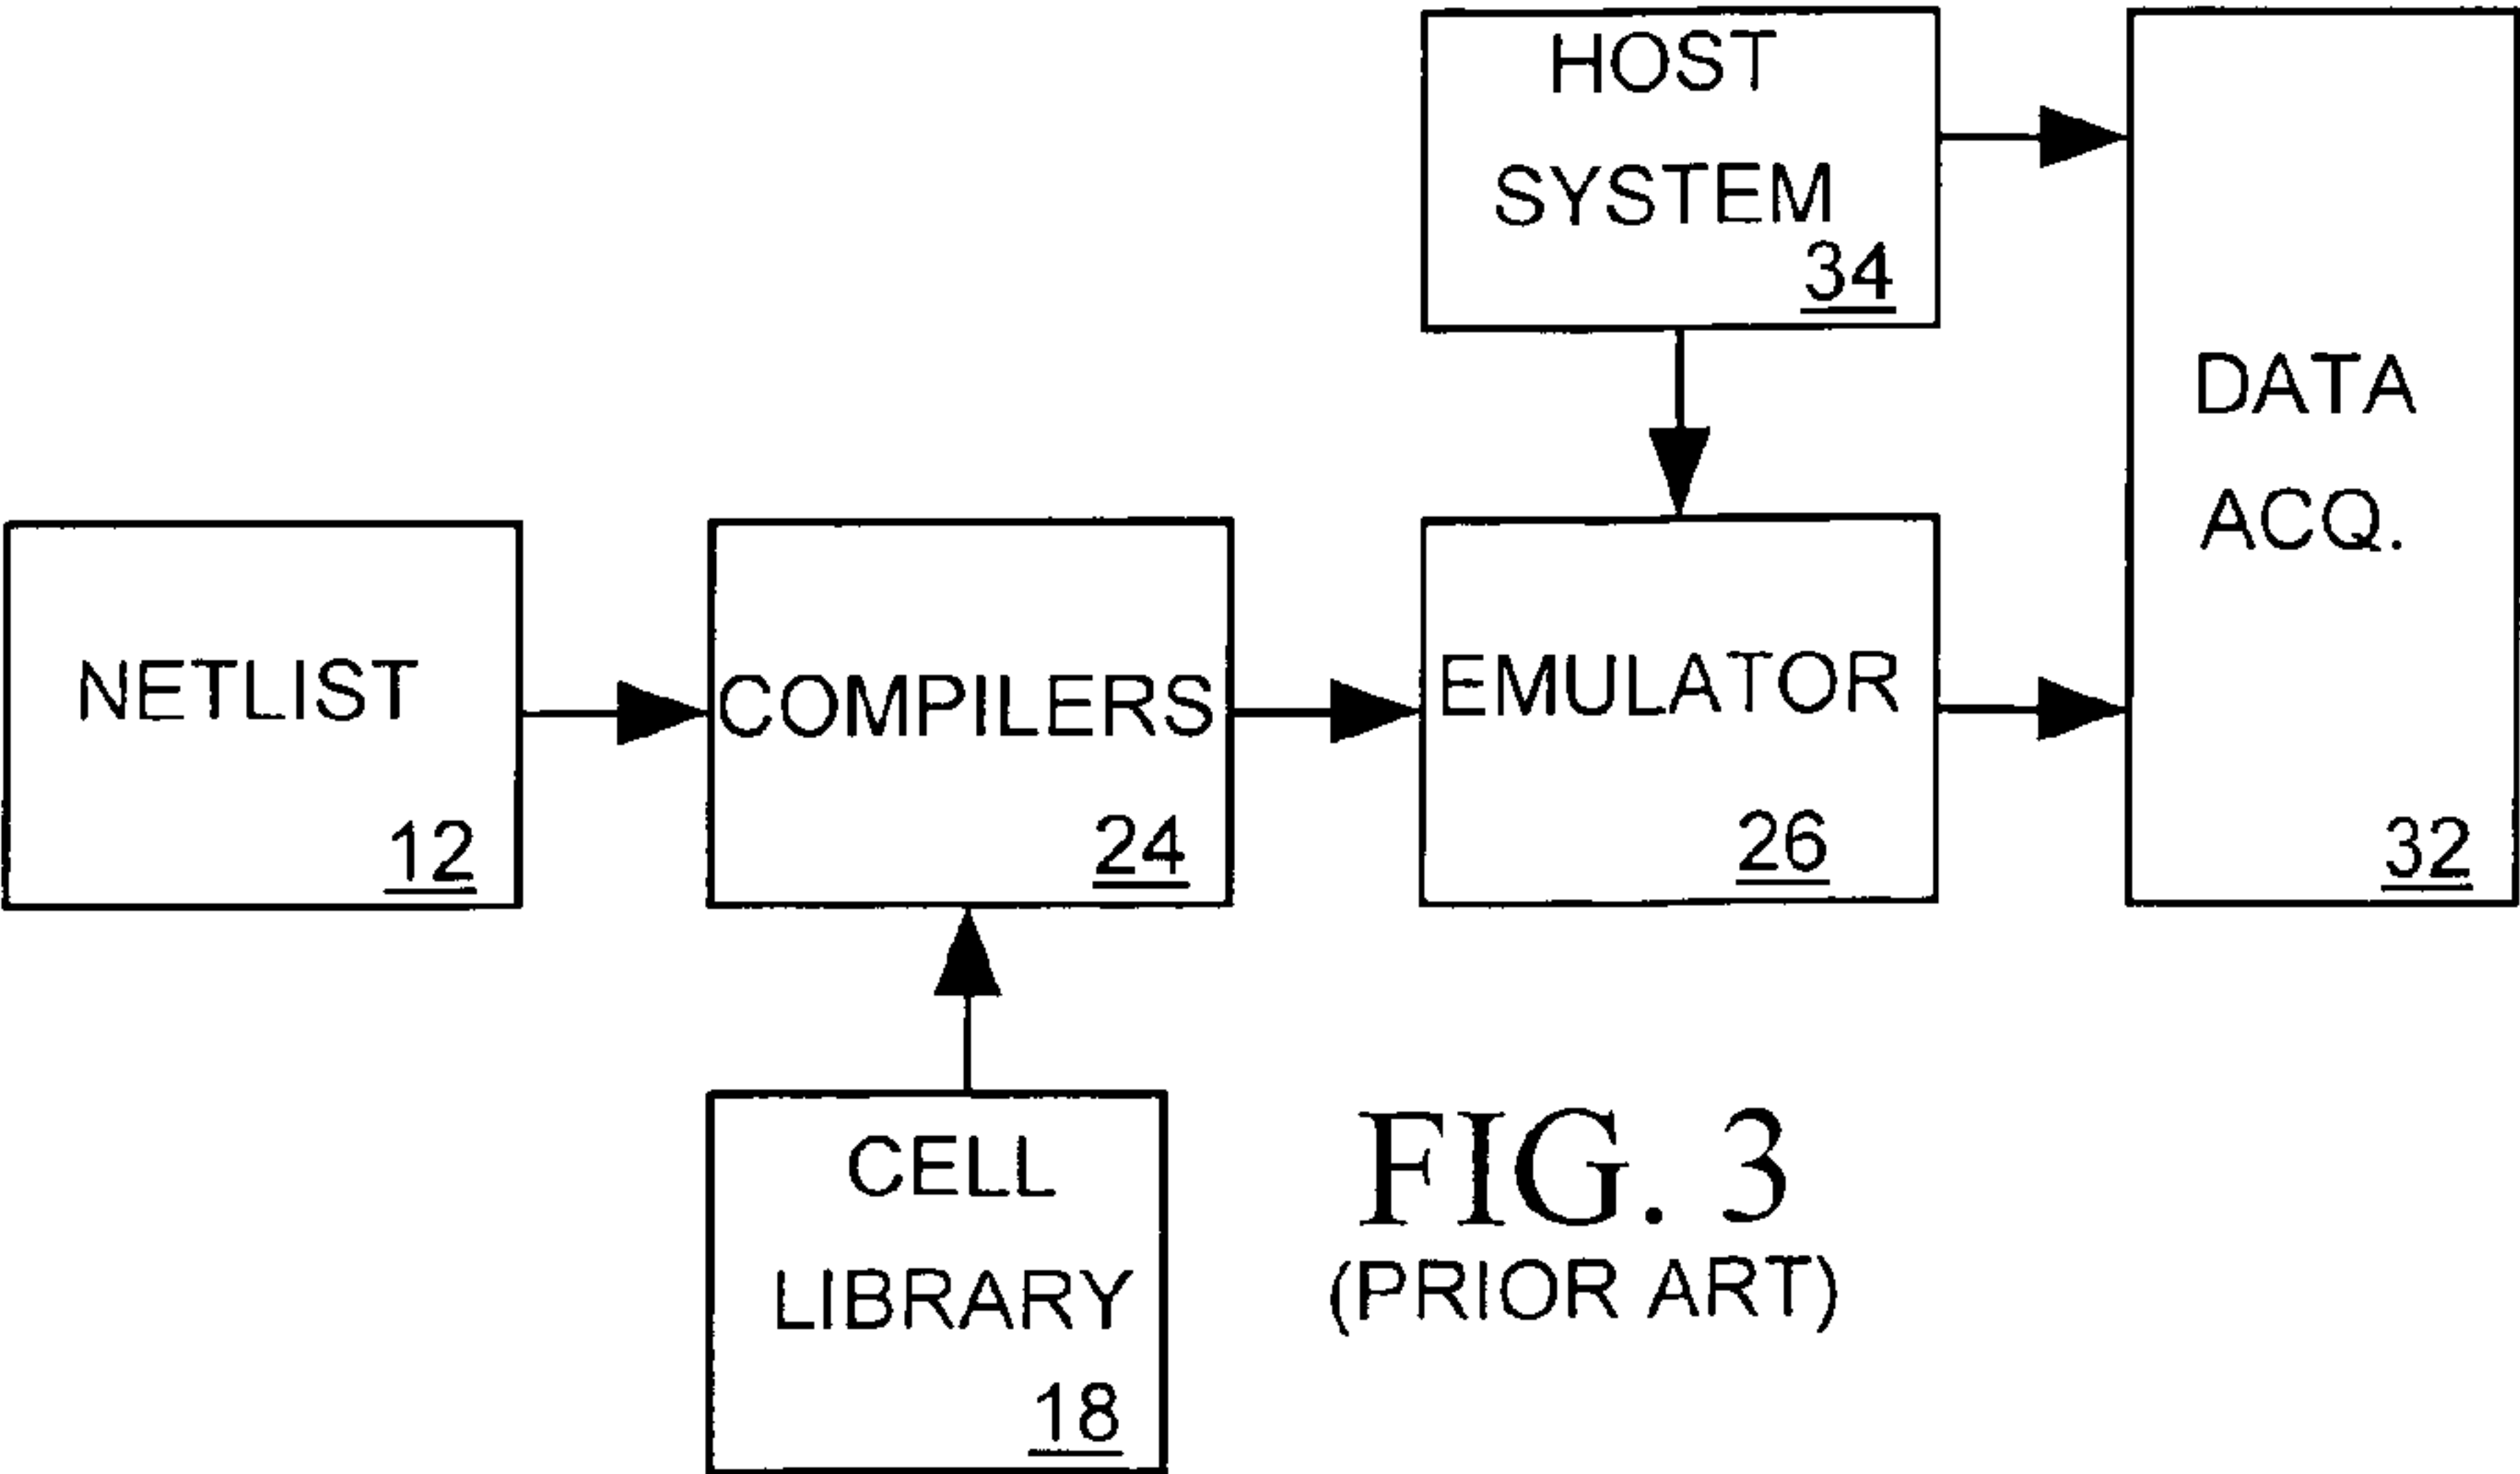 HOST
SYSTEM
34
DATA
ACQ.
32
NETLIST
12
COMPILERS
24
EMULATOR
26
CELL
LIBRARY
18
FIG. 3
(PRIOR ART)